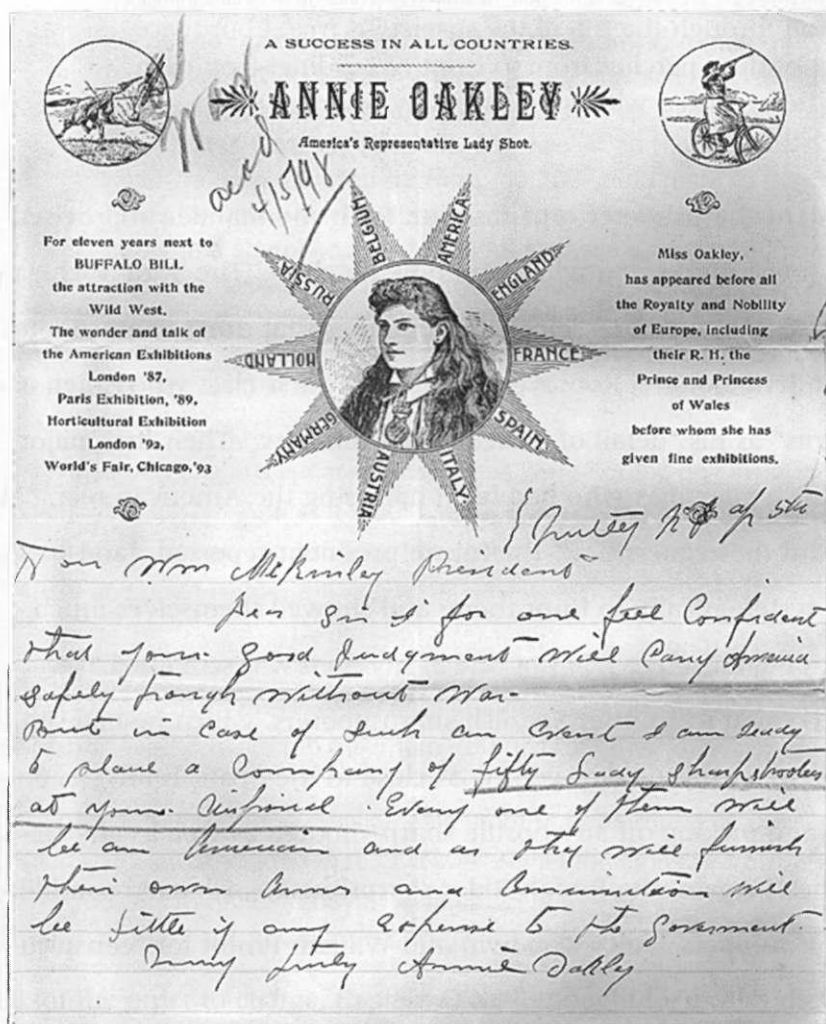 A SUCCESS IN ALL COUNTRIES.
ANNIE OAKLEY
America's Representative Lady Shot.
acod
4/5/98
For eleven years next to
BUFFALO BILL
the attraction with the
Wild West.
The wonder and talk of
the American Exhibitions
London '87,
Paris Exhibition, '89,
Horticultural Exhibition
London '92,
World's Fair, Chicago, '93
RUSSIA
BELGIUM
AMERICA
ENGLAND
FRANCE
SPAIN
ITALY
AUSTRIA
GERMANY
HOLLAND
Miss Oakley,
has appeared before all
the Royalty and Nobility
of Europe, including
their R. H. the
Prince and Princess
of Wales
before whom she has
given fine exhibitions.
Nutley NJ Ap 5th
Hon Wm McKinley President
Dear Sir I for one feel Confident
that your good Judgment will carry America
safely trough without War-
But in case of such an event I am ready
to place a Company of fifty Lady sharpshooters
at your disposal. Every one of them will
be an American and as they will furnish
their own Arms and Ammunition will
be little if any expense to the Goverment
Very Truly Annie Oakley